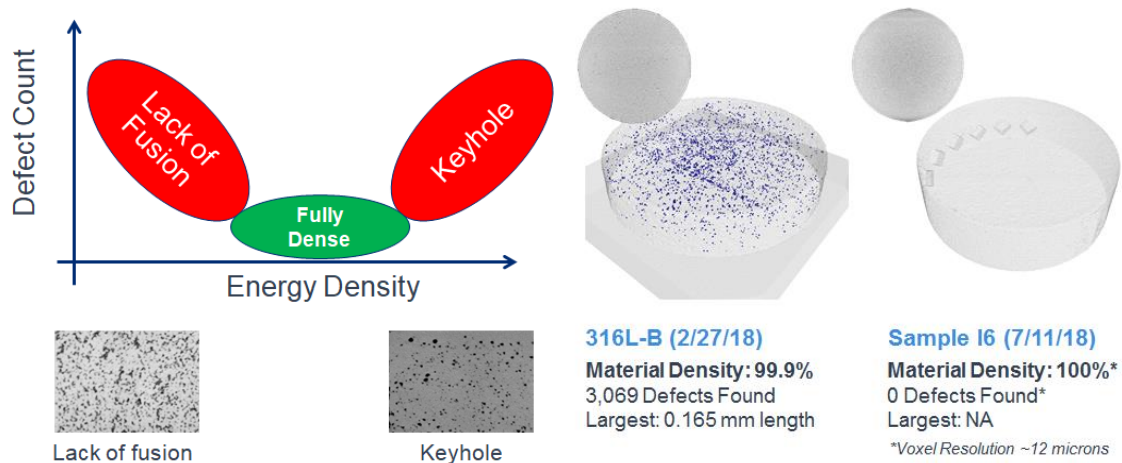 Defect Count
Lack of
Fusion
Keyhole
Fully
Dense
Energy Density
Lack of fusion
Keyhole
316L-B (2/27/18)
Material Density: 99.9%
3,069 Defects Found
Largest: 0.165 mm length
Sample I6 (7/11/18)
Material Density: 100%*
0 Defects Found*
Largest: NA
*Voxel Resolution ~12 microns